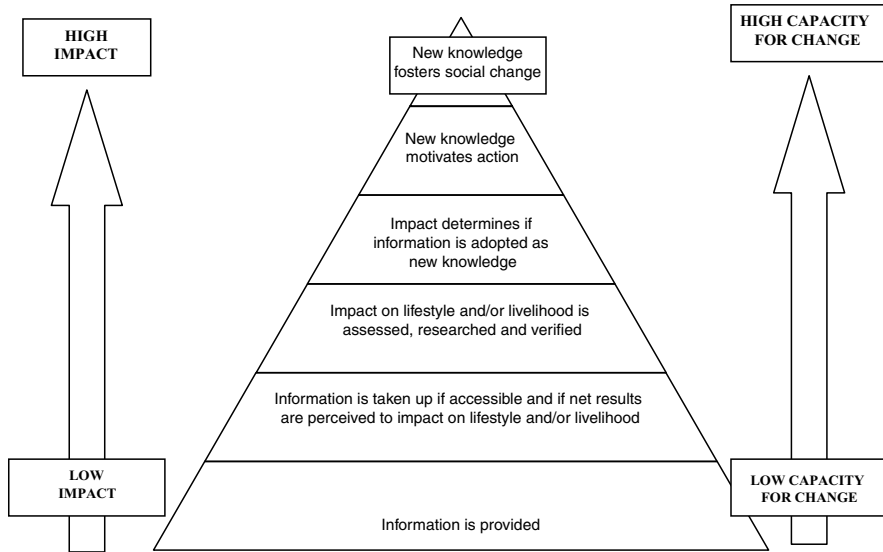 HIGH
IMPACT
New knowledge
fosters social change
HIGH CAPACITY
FOR CHANGE
New knowledge
motivates action
Impact determines if
information is adopted as
new knowledge
Impact on lifestyle and/or livelihood is
assessed, researched and verified
Information is taken up if accessible and if net results
are perceived to impact on lifestyle and/or livelihood
LOW
IMPACT
LOW CAPACITY
FOR CHANGE
Information is provided